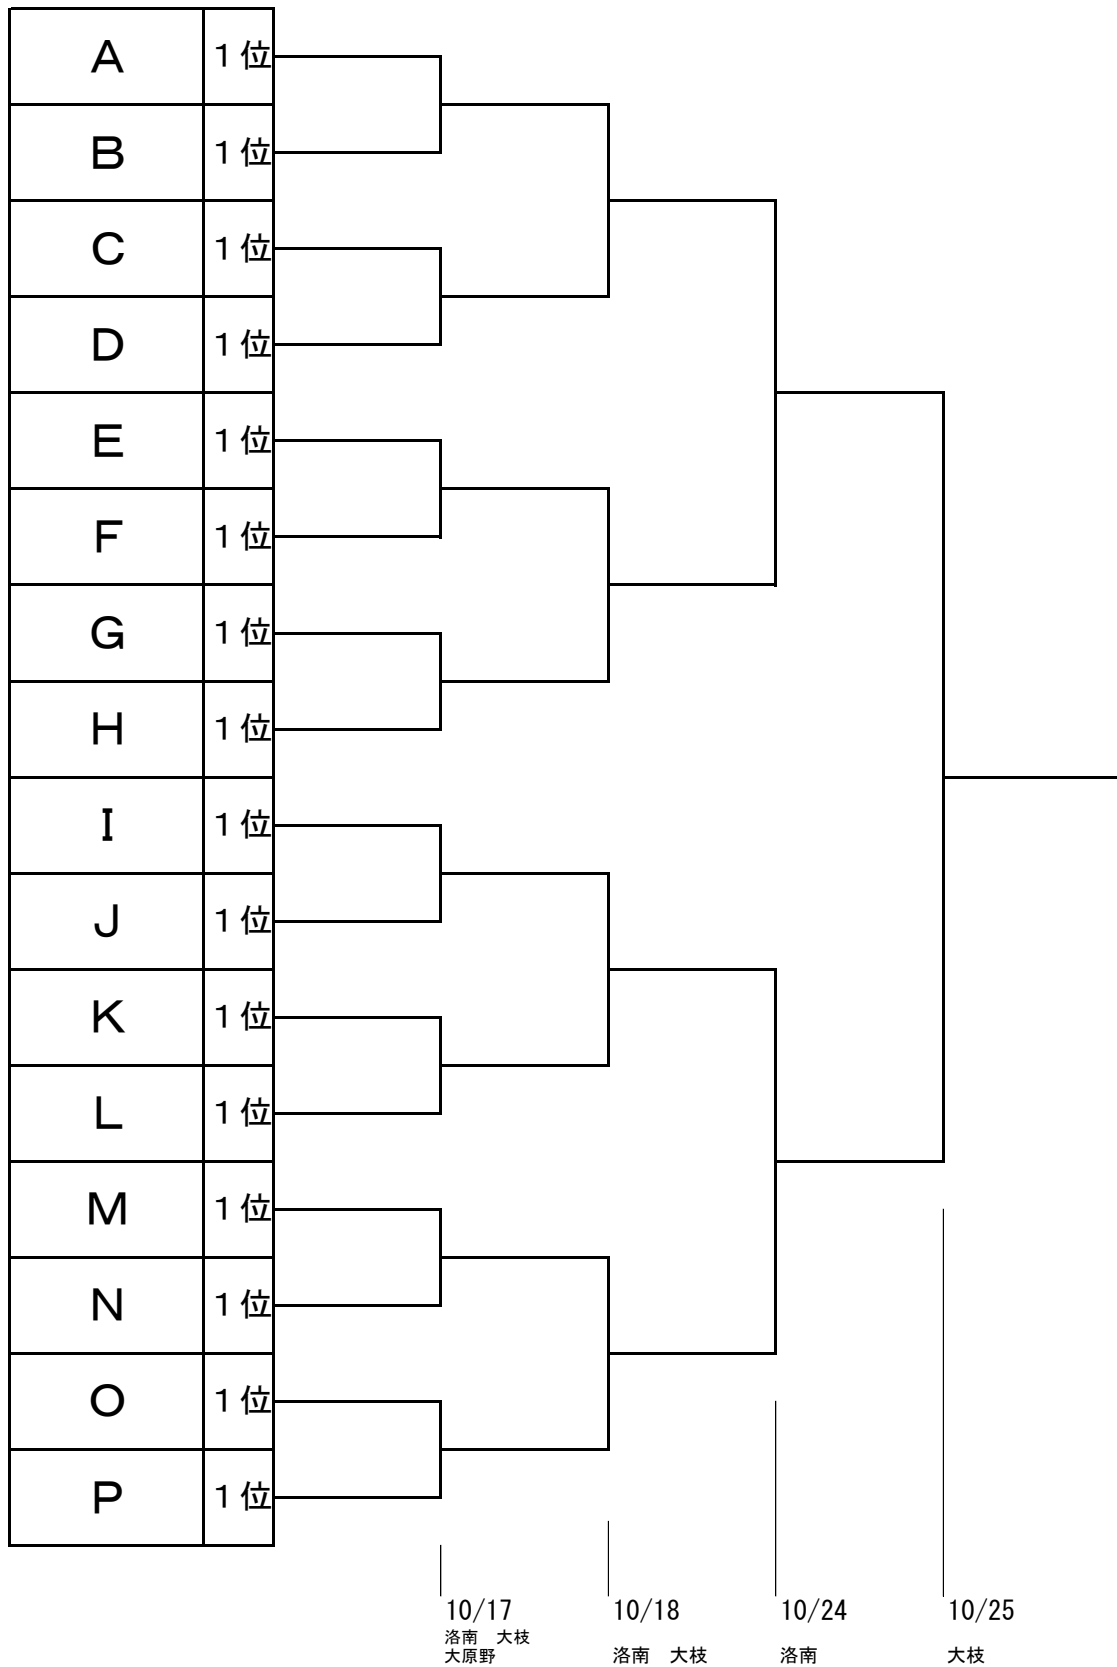 A 1位
B 1位
C 1位
D 1位
E 1位
F 1位
G 1位
H 1位
I 1位
J 1位
K 1位
L 1位
M 1位
N 1位
O 1位
P 1位
10/17 10/18 10/24 10/25
洛南　大枝
大原野 洛南　大枝 洛南 大枝